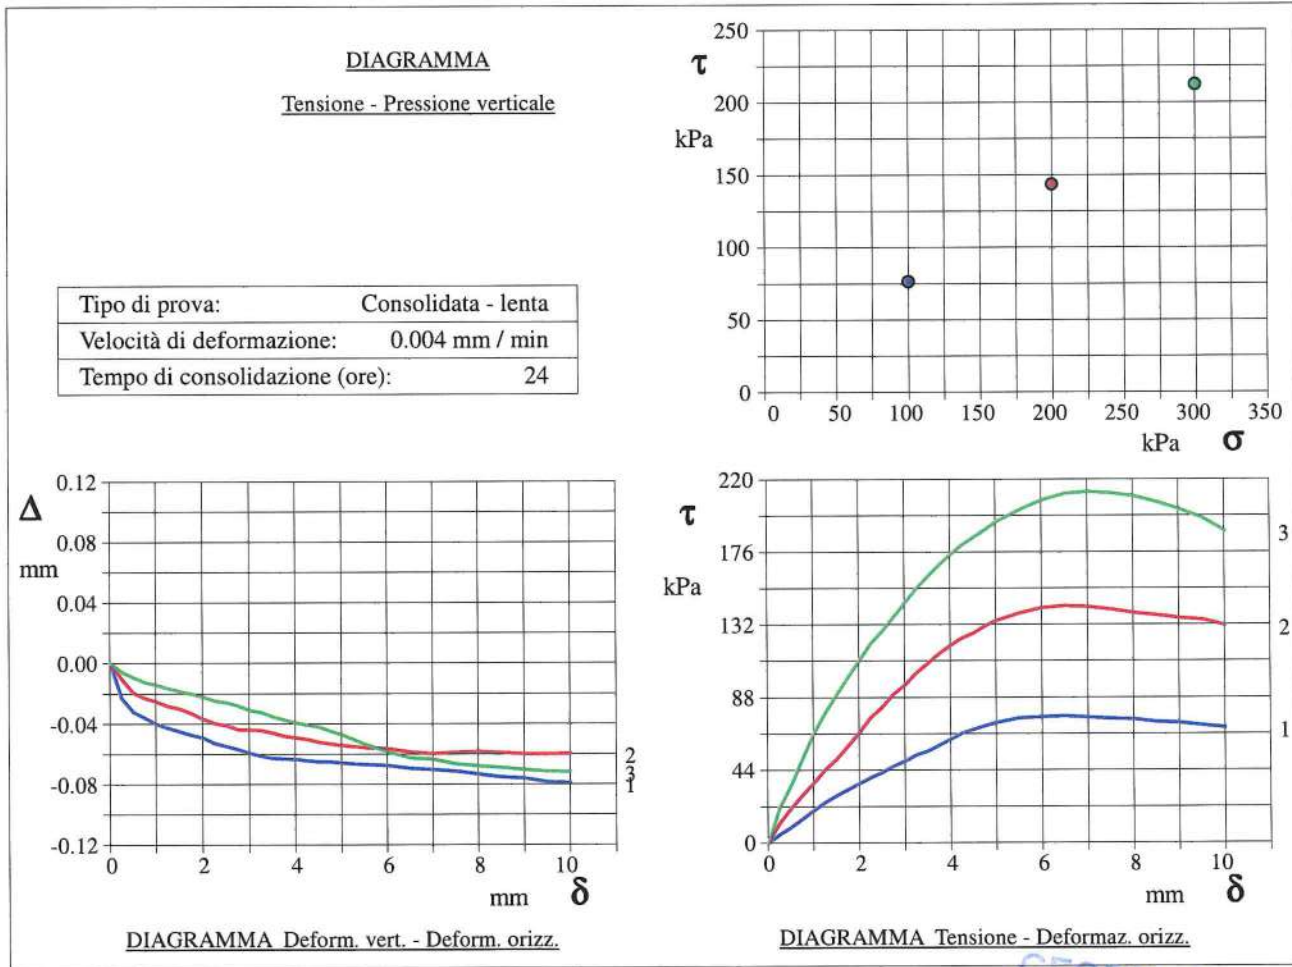 DIAGRAMMA
Tensione - Pressione verticale
Tipo di prova: Consolidata - lenta
Velocità di deformazione: 0.004 mm / min
Tempo di consolidazione (ore): 24
τ
kPa
250
200
150
100
50
0
0 50 100 150 200 250 300 350
kPa σ
Δ
mm
0.12
0.08
0.04
0.00
-0.04
-0.08
-0.12
2
3
1
0 2 4 6 8 10
mm δ
DIAGRAMMA Deform. vert. - Deform. orizz.
τ
kPa
220
176
132
88
44
0
3
2
1
0 2 4 6 8 10
mm δ
DIAGRAMMA Tensione - Deformaz. orizz.